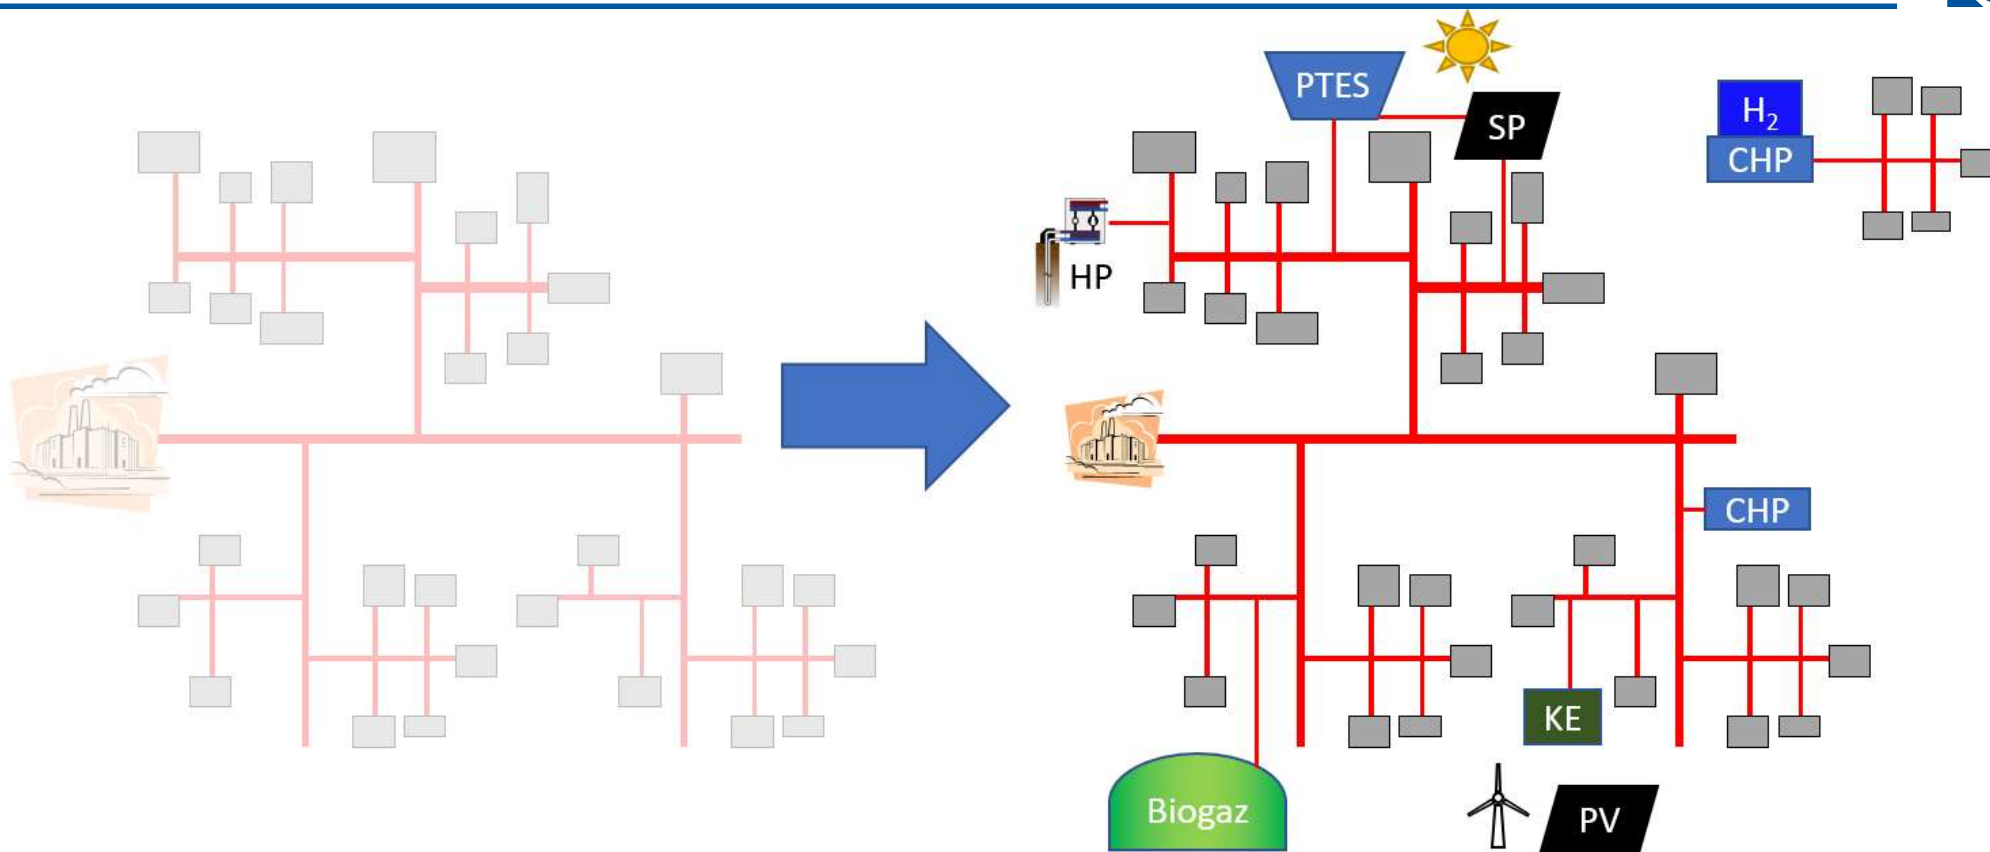 PTES
SP
H₂
CHP
HP
CHP
KE
Biogaz
PV